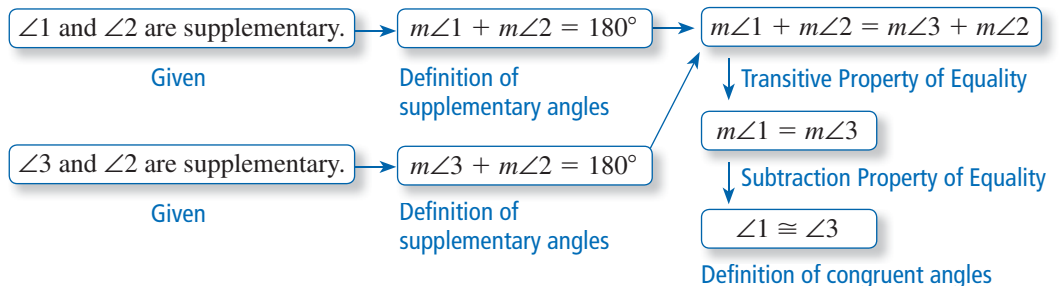 ∠1 and ∠2 are supplementary.
Given
m∠1 + m∠2 = 180°
Definition of
supplementary angles
m∠1 + m∠2 = m∠3 + m∠2
Transitive Property of Equality
∠3 and ∠2 are supplementary.
Given
m∠3 + m∠2 = 180°
Definition of
supplementary angles
m∠1 = m∠3
Subtraction Property of Equality
∠1 ≅ ∠3
Definition of congruent angles